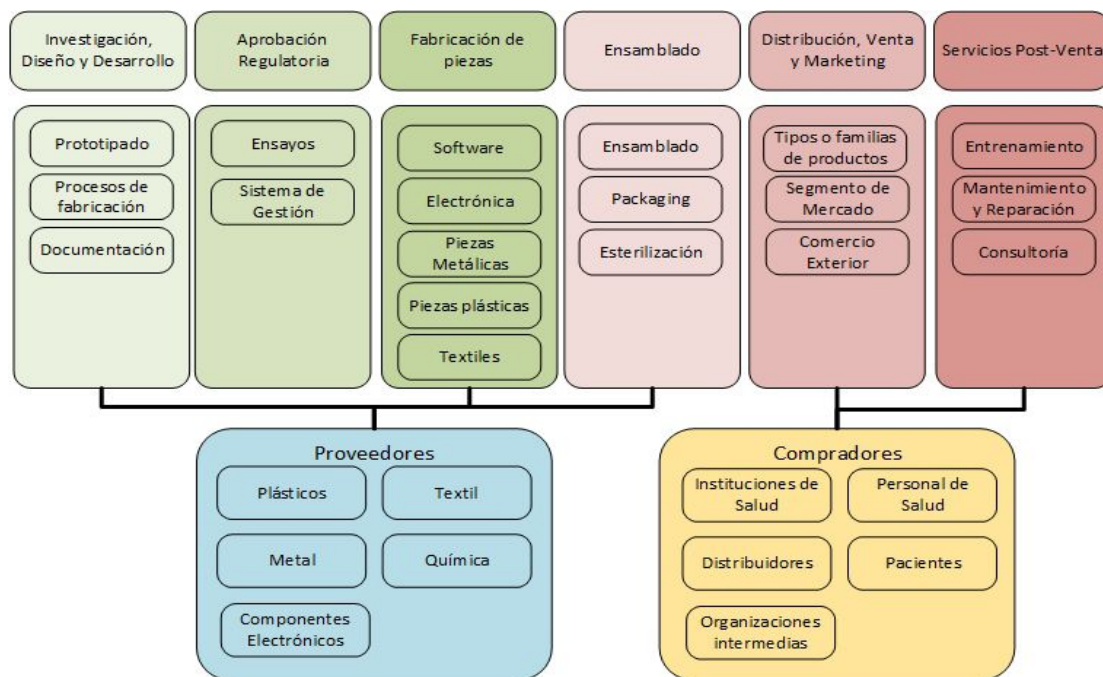 Investigación,
Diseño y Desarrollo
Aprobación
Regulatoria
Fabricación de
piezas
Ensamblado
Distribución, Venta
y Marketing
Servicios Post-Venta
Prototipado
Procesos de
fabricación
Documentación
Ensayos
Sistema de
Gestión
Software
Electrónica
Piezas
Metálicas
Piezas plásticas
Textiles
Ensamblado
Packaging
Esterilización
Tipos o familias
de productos
Segmento de
Mercado
Comercio
Exterior
Entrenamiento
Mantenimiento
y Reparación
Consultoría
Proveedores
Plásticos
Textil
Metal
Química
Componentes
Electrónicos
Compradores
Instituciones de
Salud
Personal de
Salud
Distribuidores
Pacientes
Organizaciones
intermedias